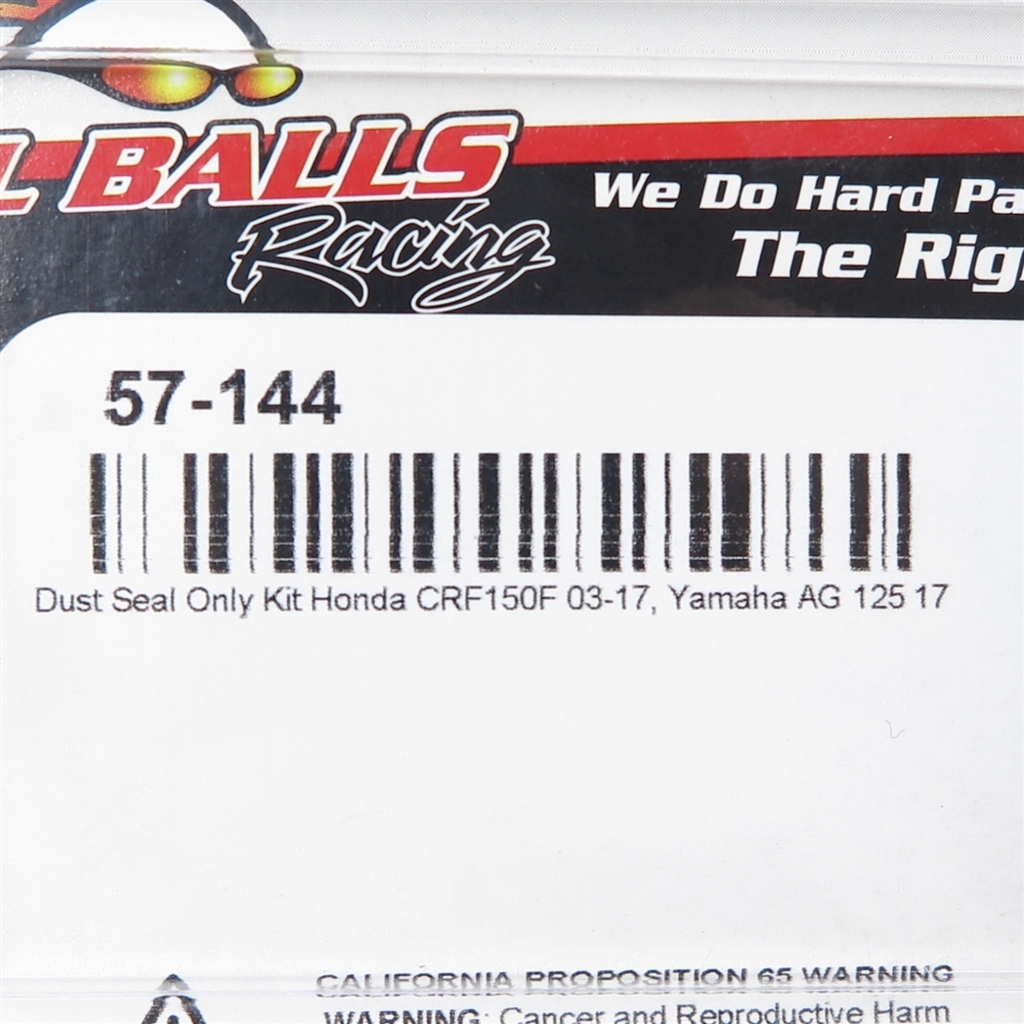 L BALLS
Racing
We Do Hard Pa
The Rig
57-144
Dust Seal Only Kit Honda CRF150F 03-17, Yamaha AG 125 17
CALIFORNIA PROPOSITION 65 WARNING
WARNING: Cancer and Reproductive Harm